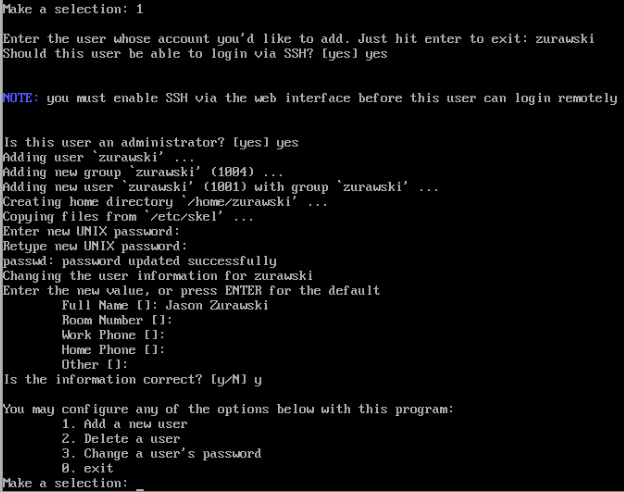 Make a selection: 1
Enter the user whose account you'd like to add. Just hit enter to exit: zurawski
Should this user be able to login via SSH? [yes] yes
NOTE: you must enable SSH via the web interface before this user can login remotely
Is this user an administrator? [yes] yes
Adding user `zurawski' ...
Adding new group `zurawski' (1004) ...
Adding new user `zurawski' (1001) with group `zurawski' ...
Creating home directory `/home/zurawski' ...
Copying files from `/etc/skel' ...
Enter new UNIX password:
Retype new UNIX password:
passwd: password updated successfully
Changing the user information for zurawski
Enter the new value, or press ENTER for the default
Full Name []: Jason Zurawski
Room Number []:
Work Phone []:
Home Phone []:
Other []:
Is the information correct? [y/N] y
You may configure any of the options below with this program:
1. Add a new user
2. Delete a user
3. Change a user's password
0. exit
Make a selection: _